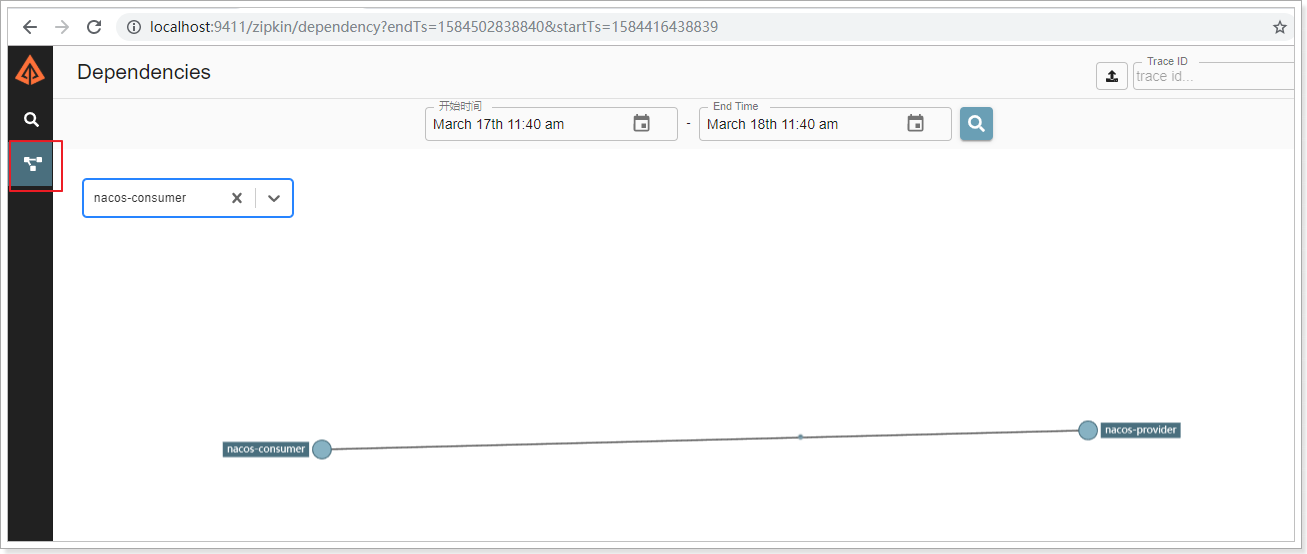 localhost:9411/zipkin/dependency?endTs=1584502838840&startTs=1584416438839
Dependencies
Trace ID
trace id...
开始时间
March 17th 11:40 am
-
End Time
March 18th 11:40 am
nacos-consumer
nacos-consumer
nacos-provider